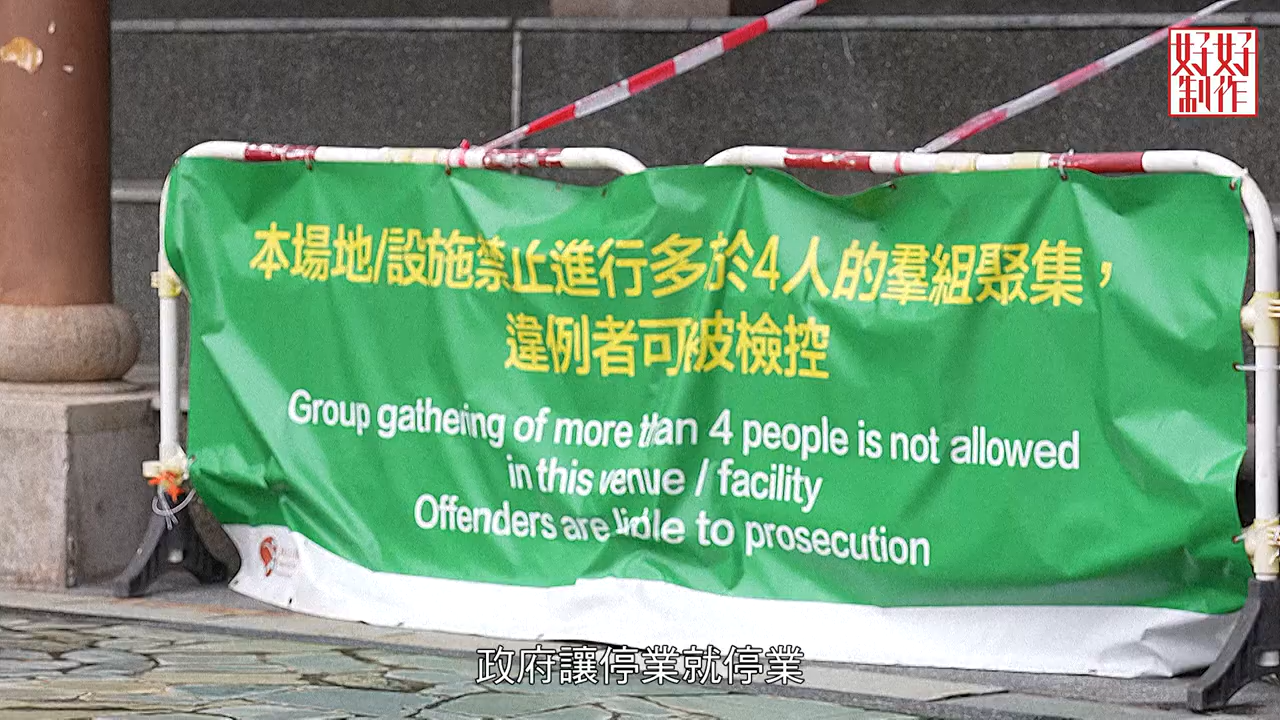 好好
制作
本場地/設施禁止進行多於4人的羣組聚集，
違例者可被檢控
Group gathering of more than 4 people is not allowed
in this venue / facility
Offenders are liable to prosecution
政府讓停業就停業